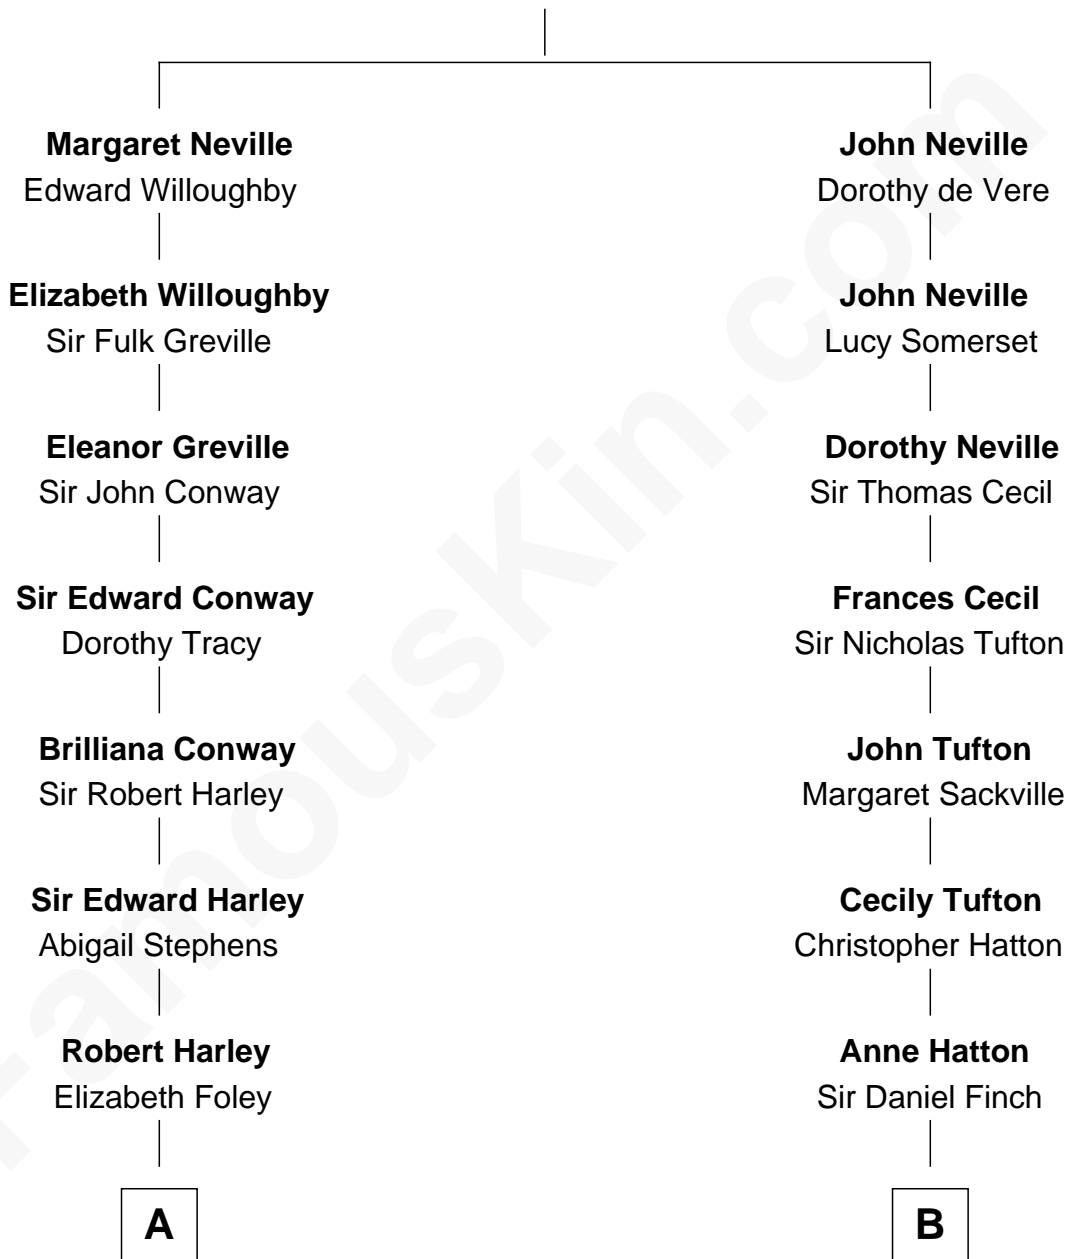 Margaret Neville
Edward Willoughby
Elizabeth Willoughby
Sir Fulk Greville
Eleanor Greville
Sir John Conway
Sir Edward Conway
Dorothy Tracy
Brilliana Conway
Sir Robert Harley
Sir Edward Harley
Abigail Stephens
Robert Harley
Elizabeth Foley
A
John Neville
Dorothy de Vere
John Neville
Lucy Somerset
Dorothy Neville
Sir Thomas Cecil
Frances Cecil
Sir Nicholas Tufton
John Tufton
Margaret Sackville
Cecily Tufton
Christopher Hatton
Anne Hatton
Sir Daniel Finch
B
FamousKin.com